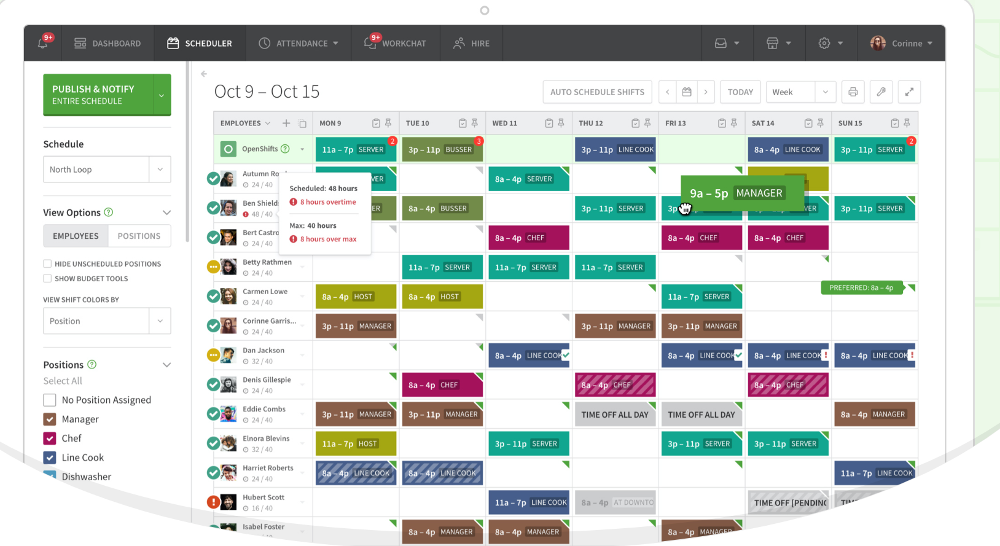 9+
DASHBOARD
SCHEDULER
ATTENDANCE
9+
WORKCHAT
HIRE
Corinne
PUBLISH & NOTIFY
ENTIRE SCHEDULE
Schedule
North Loop
View Options
EMPLOYEES POSITIONS
HIDE UNSCHEDULED POSITIONS
SHOW BUDGET TOOLS
VIEW SHIFT COLORS BY
Position
Positions
Select All
No Position Assigned
Manager
Chef
Line Cook
Dishwasher
Oct 9 – Oct 15
AUTO SCHEDULE SHIFTS
TODAY
Week
EMPLOYEES MON 9 TUE 10 WED 11 THU 12 FRI 13 SAT 14 SUN 15
OpenShifts 11a – 7p SERVER 2 3p – 11p BUSSER 3 3p – 11p LINE COOK 8a - 4p LINE COOK 3p – 11p SERVER 2
Autumn 8a – 4p SERVER
24 / 40
Scheduled: 48 hours
8 hours overtime
Max: 40 hours
8 hours over max
9a – 5p MANAGER
Ben Shield 8a – 4p BUSSER 3p – 11p SERVER 3p 3p – 11p SERVER
48 / 40
Bert Castro 8a – 4p CHEF 8a – 4p CHEF 8a – 4p CHEF
24 / 40
Betty Rathmen 11a – 7p SERVER 11a – 7p SERVER 11a – 7p SERVER
24 / 40
Carmen Lowe 8a – 4p HOST 8a – 4p HOST 11a – 7p SERVER PREFERRED: 8a – 4p
24 / 40
Corinne Garris... 3p – 11p MANAGER 3p – 11p MANAGER 3p – 11p MANAGER
24 / 40
Dan Jackson 8a – 4p LINE COOK 8a – 4p LINE COOK 8a – 4p LINE COOK 8a – 4p LINE COOK
32 / 40
Denis Gillespie 8a – 4p CHEF 8a – 4p CHEF 8a – 4p CHEF
24 / 40
Eddie Combs 3p – 11p MANAGER 3p – 11p MANAGER TIME OFF ALL DAY TIME OFF ALL DAY 8a – 4p MANAGER
24 / 40
Elnora Blevins 11a – 7p HOST 3p – 11p SERVER 3p – 11p SERVER 3p – 11p SERVER
32 / 40
Harriet Roberts 8a – 4p LINE COOK 8a – 4p LINE COOK 11a – 7p LINE COOK
24 / 40
Hubert Scott 11a – 7p LINE COOK 8a – 4p AT DOWNTO TIME OFF [PENDING
16 / 40
Isabel Foster 8a – 4p MANAGER 8a – 4p MANAGER 8a – 4p MANAGER